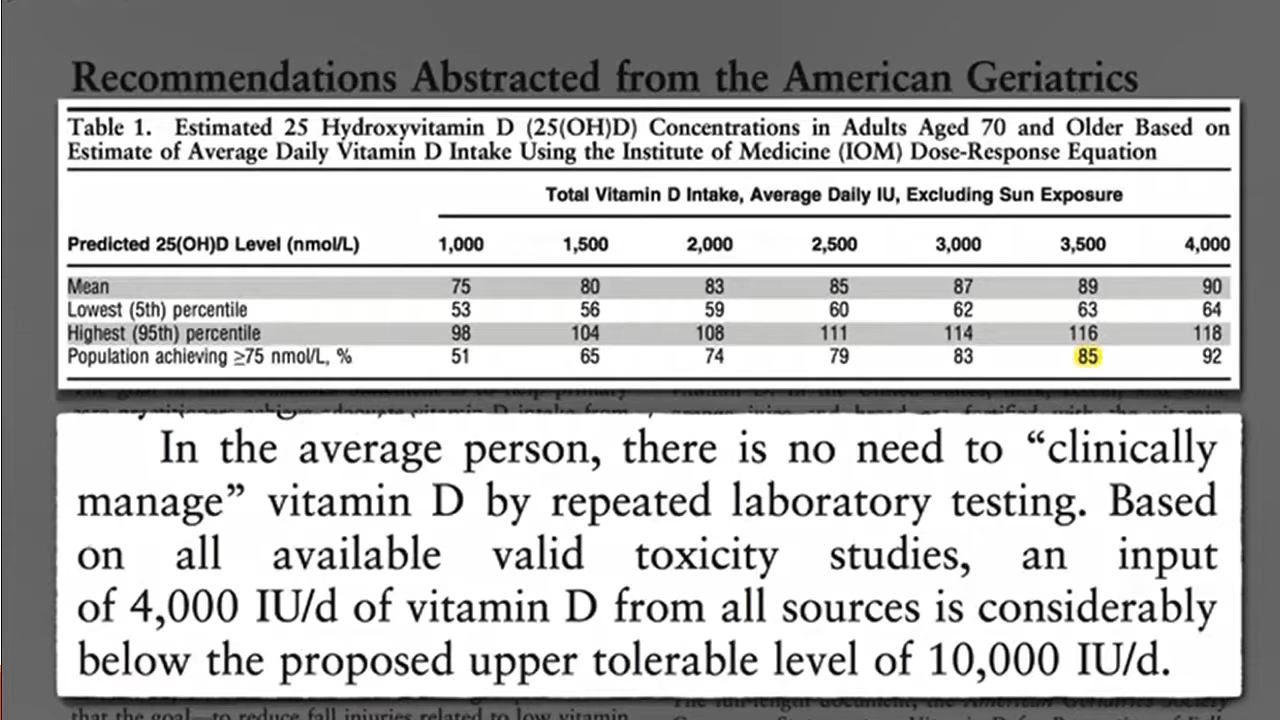 Recommendations Abstracted from the American Geriatrics
Table 1. Estimated 25 Hydroxyvitamin D (25(OH)D) Concentrations in Adults Aged 70 and Older Based on
Estimate of Average Daily Vitamin D Intake Using the Institute of Medicine (IOM) Dose-Response Equation
Total Vitamin D Intake, Average Daily IU, Excluding Sun Exposure
Predicted 25(OH)D Level (nmol/L) 1,000 1,500 2,000 2,500 3,000 3,500 4,000
Mean 75 80 83 85 87 89 90
Lowest (5th) percentile 53 56 59 60 62 63 64
Highest (95th) percentile 98 104 108 111 114 116 118
Population achieving ≥75 nmol/L, % 51 65 74 79 83 85 92
In the average person, there is no need to “clinically
manage” vitamin D by repeated laboratory testing. Based
on all available valid toxicity studies, an input
of 4,000 IU/d of vitamin D from all sources is considerably
below the proposed upper tolerable level of 10,000 IU/d.
that the goal—to reduce fall injuries related to low vitamin